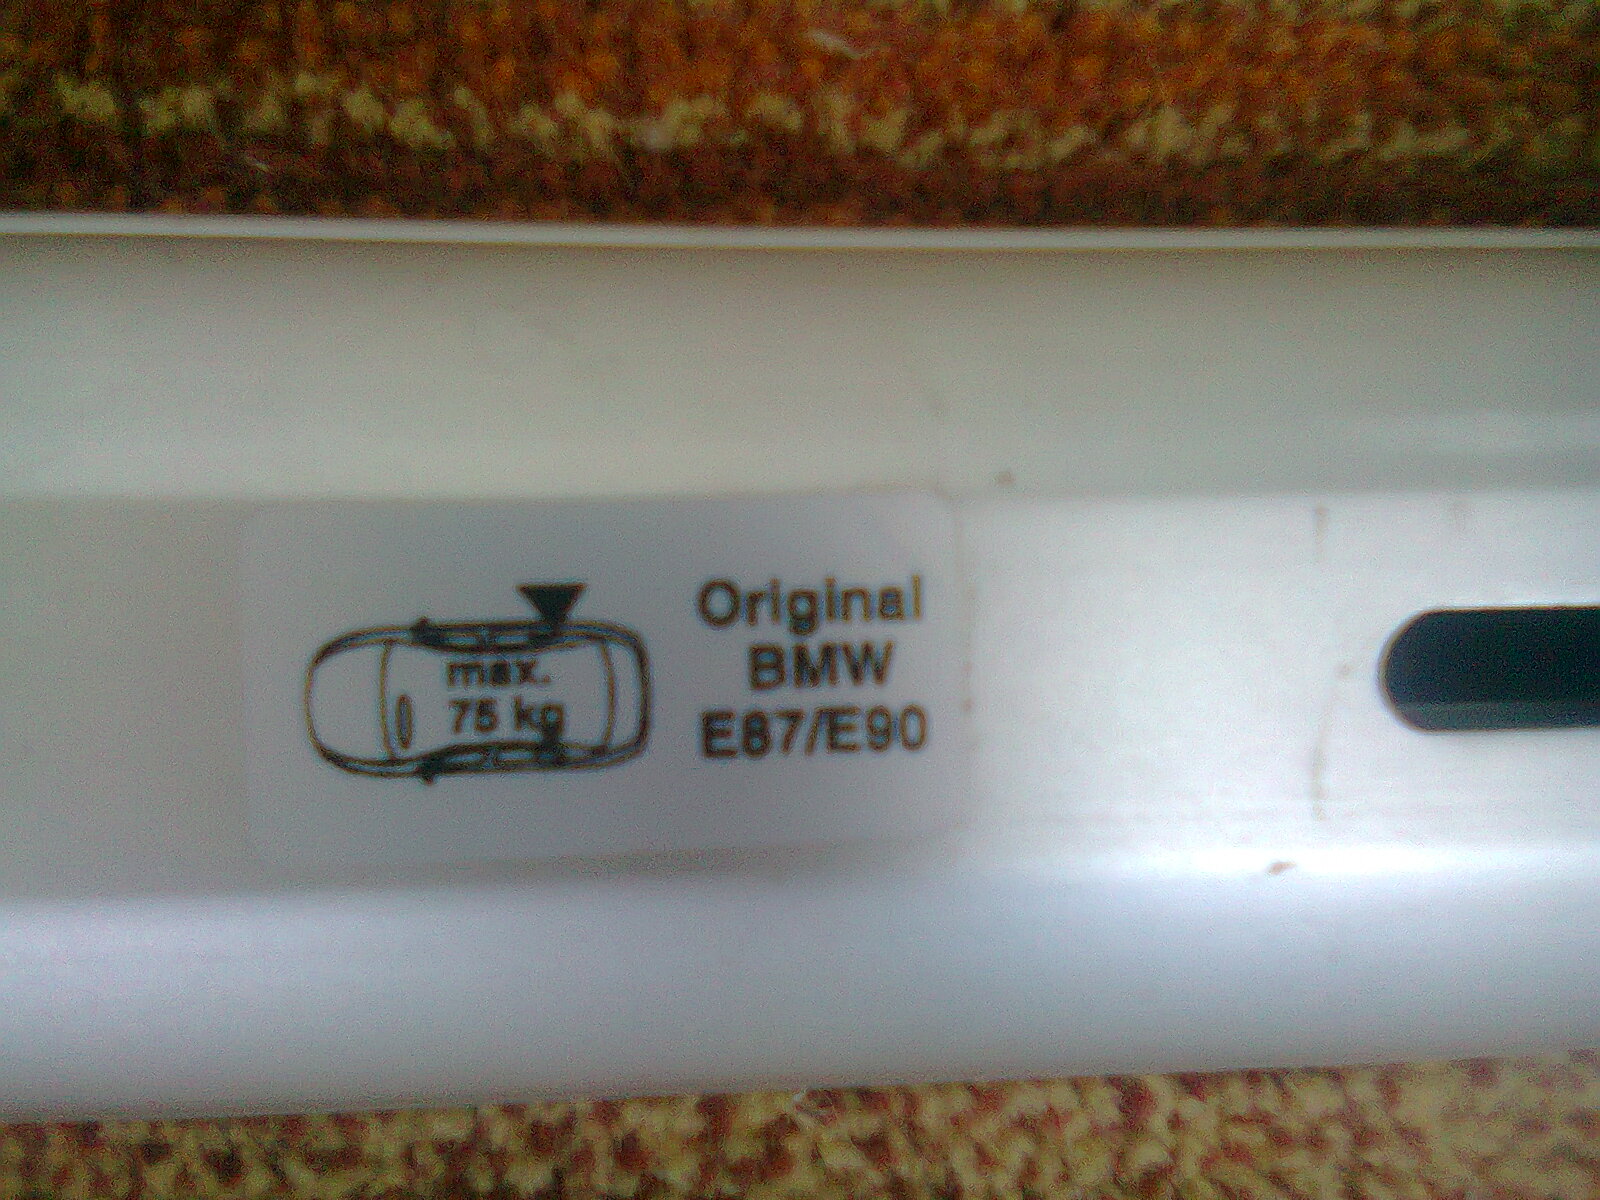 max.
75 kg
Original
BMW
E87/E90